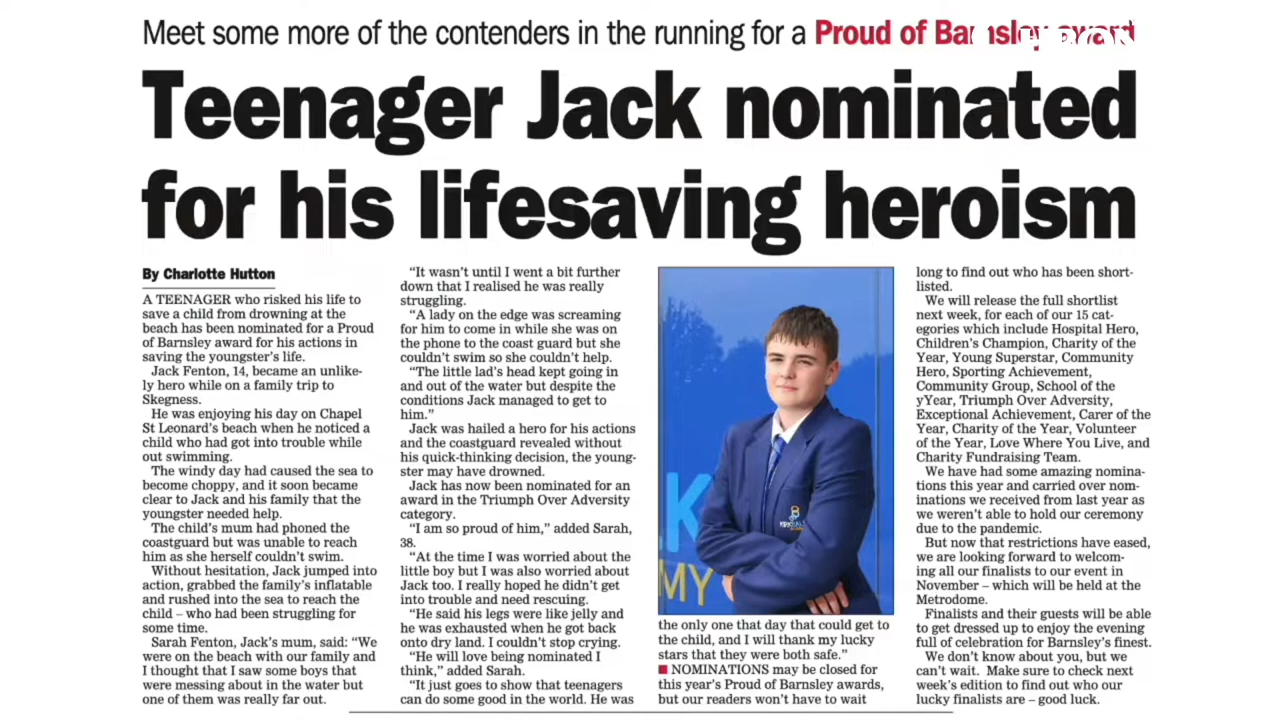 Meet some more of the contenders in the running for a Proud of Barnsley award
Teenager Jack nominated
for his lifesaving heroism
By Charlotte Hutton
A TEENAGER who risked his life to
save a child from drowning at the
beach has been nominated for a Proud
of Barnsley award for his actions in
saving the youngster's life.
Jack Fenton, 14, became an unlike-
ly hero while on a family trip to
Skegness.
He was enjoying his day on Chapel
St Leonard's beach when he noticed a
child who had got into trouble while
out swimming.
The windy day had caused the sea to
become choppy, and it soon became
clear to Jack and his family that the
youngster needed help.
The child's mum had phoned the
coastguard but was unable to reach
him as she herself couldn't swim.
Without hesitation, Jack jumped into
action, grabbed the family's inflatable
and rushed into the sea to reach the
child – who had been struggling for
some time.
Sarah Fenton, Jack's mum, said: "We
were on the beach with our family and
I thought that I saw some boys that
were messing about in the water but
one of them was really far out.
"It wasn't until I went a bit further
down that I realised he was really
struggling.
"A lady on the edge was screaming
for him to come in while she was on
the phone to the coast guard but she
couldn't swim so she couldn't help.
"The little lad's head kept going in
and out of the water but despite the
conditions Jack managed to get to
him."
Jack was hailed a hero for his actions
and the coastguard revealed without
his quick-thinking decision, the young-
ster may have drowned.
Jack has now been nominated for an
award in the Triumph Over Adversity
category.
"I am so proud of him," added Sarah,
38.
"At the time I was worried about the
little boy but I was also worried about
Jack too. I really hoped he didn't get
into trouble and need rescuing.
"He said his legs were like jelly and
he was exhausted when he got back
onto dry land. I couldn't stop crying.
"He will love being nominated I
think," added Sarah.
"It just goes to show that teenagers
can do some good in the world. He was
the only one that day that could get to
the child, and I will thank my lucky
stars that they were both safe."
■ NOMINATIONS may be closed for
this year's Proud of Barnsley awards,
but our readers won't have to wait
long to find out who has been short-
listed.
We will release the full shortlist
next week, for each of our 15 cat-
egories which include Hospital Hero,
Children's Champion, Charity of the
Year, Young Superstar, Community
Hero, Sporting Achievement,
Community Group, School of the
yYear, Triumph Over Adversity,
Exceptional Achievement, Carer of the
Year, Charity of the Year, Volunteer
of the Year, Love Where You Live, and
Charity Fundraising Team.
We have had some amazing nomina-
tions this year and carried over nom-
inations we received from last year as
we weren't able to hold our ceremony
due to the pandemic.
But now that restrictions have eased,
we are looking forward to welcom-
ing all our finalists to our event in
November – which will be held at the
Metrodome.
Finalists and their guests will be able
to get dressed up to enjoy the evening
full of celebration for Barnsley's finest.
We don't know about you, but we
can't wait. Make sure to check next
week's edition to find out who our
lucky finalists are – good luck.